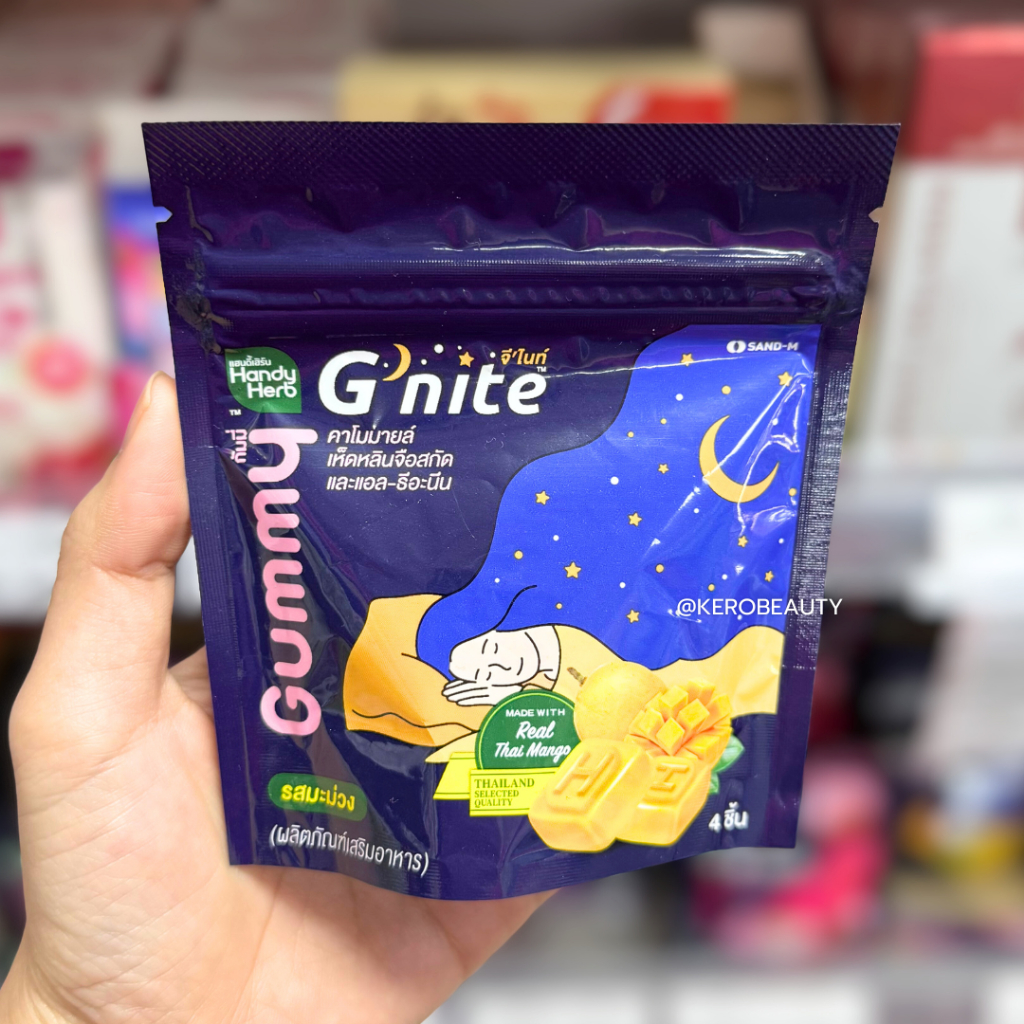 แฮนดี้เฮิร์บ
Handy
Herb
™
G'nite™
จี'ไนท์
SAND-M
คาโมมายล์
เห็ดหลินจือสกัด
และแอล-ธีอะนีน
Gummy
กัมมี่
@KEROBEAUTY
MADE WITH
Real
Thai Mango
THAILAND
SELECTED
QUALITY
H
รสมะม่วง
4 ชิ้น
(ผลิตภัณฑ์เสริมอาหาร)